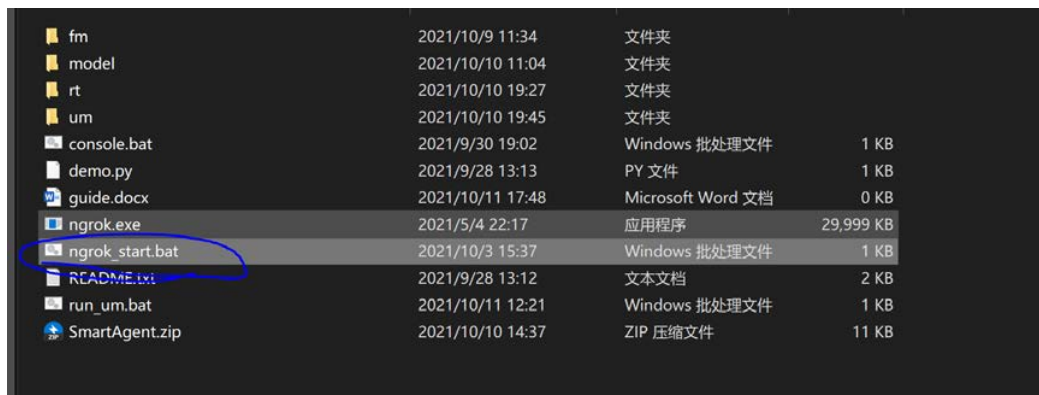 fm 2021/10/9 11:34 文件夹
model 2021/10/10 11:04 文件夹
rt 2021/10/10 19:27 文件夹
um 2021/10/10 19:45 文件夹
console.bat 2021/9/30 19:02 Windows 批处理文件 1 KB
demo.py 2021/9/28 13:13 PY 文件 1 KB
guide.docx 2021/10/11 17:48 Microsoft Word 文档 0 KB
ngrok.exe 2021/5/4 22:17 应用程序 29,999 KB
ngrok_start.bat 2021/10/3 15:37 Windows 批处理文件 1 KB
README.txt 2021/9/28 13:12 文本文档 2 KB
run_um.bat 2021/10/11 12:21 Windows 批处理文件 1 KB
SmartAgent.zip 2021/10/10 14:37 ZIP 压缩文件 11 KB